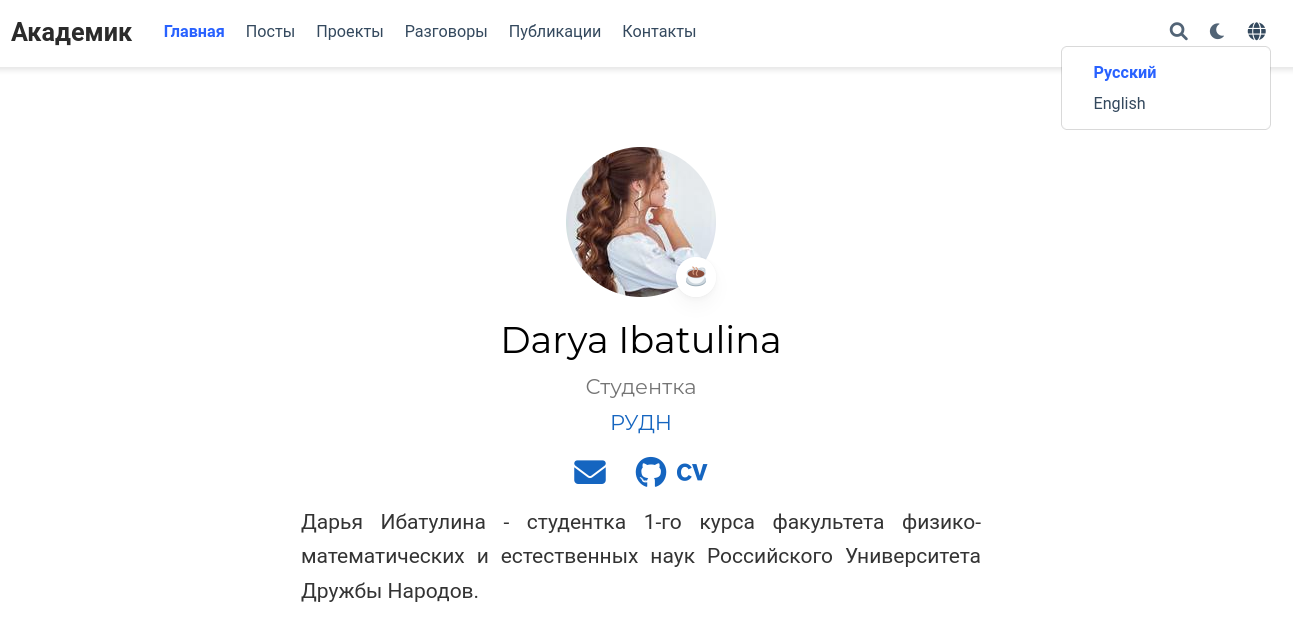 Академик Главная Посты Проекты Разговоры Публикации Контакты
Русский
English
Darya Ibatulina
Студентка
РУДН
CV
Дарья Ибатулина - студентка 1-го курса факультета физико-
математических и естественных наук Российского Университета
Дружбы Народов.